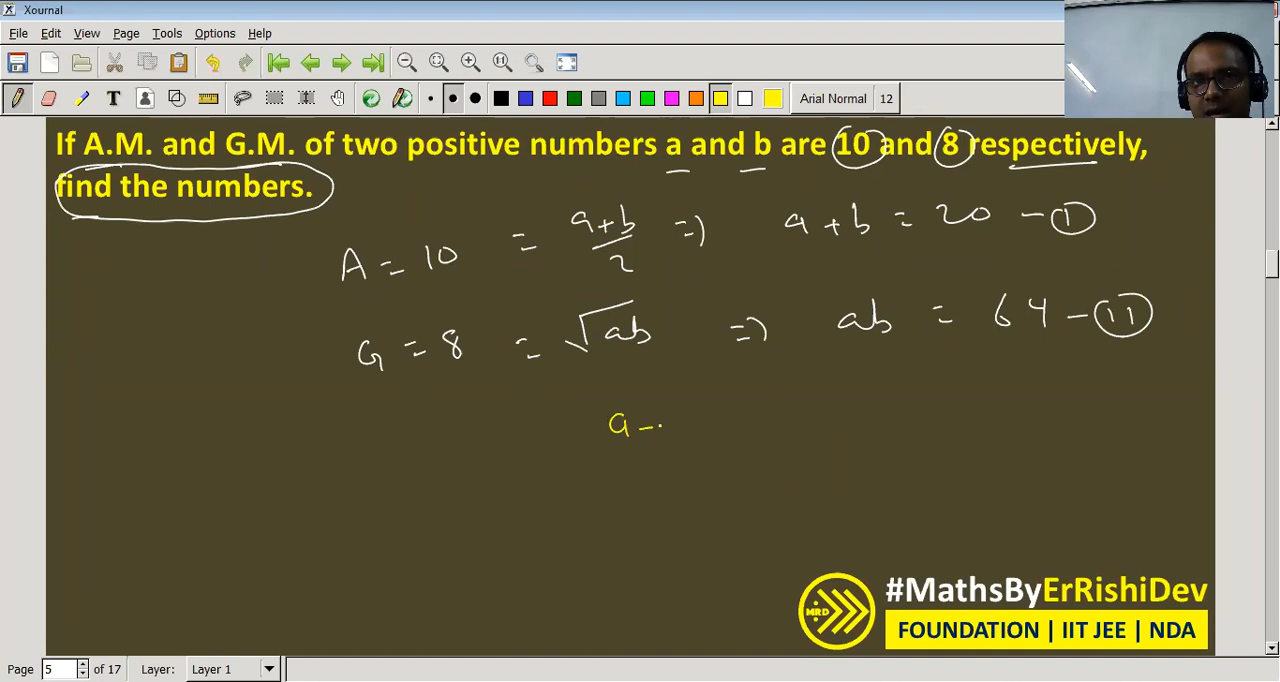 Xournal
File Edit View Page Tools Options Help
Arial Normal 12
If A.M. and G.M. of two positive numbers a and b are 10 and 8 respectively,
find the numbers.
A = 10 = a+b/2 => a + b = 20 - I
G = 8 = √ab => ab = 64 - II
a -
MRD
#MathsByErRishiDev
FOUNDATION | IIT JEE | NDA
Page 5 of 17 Layer: Layer 1